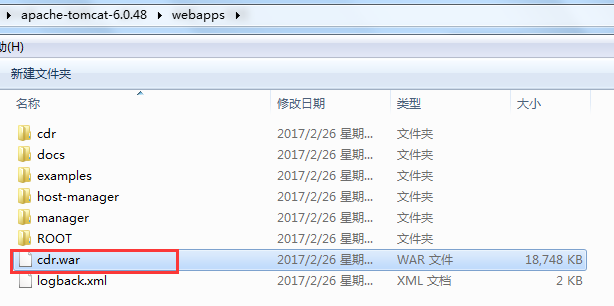 apache-tomcat-6.0.48 webapps
助(H)
新建文件夹
名称 修改日期 类型 大小
cdr 2017/2/26 星期... 文件夹
docs 2017/2/26 星期... 文件夹
examples 2017/2/26 星期... 文件夹
host-manager 2017/2/26 星期... 文件夹
manager 2017/2/26 星期... 文件夹
ROOT 2017/2/26 星期... 文件夹
cdr.war 2017/2/26 星期... WAR 文件 18,748 KB
logback.xml 2017/2/26 星期... XML 文档 2 KB